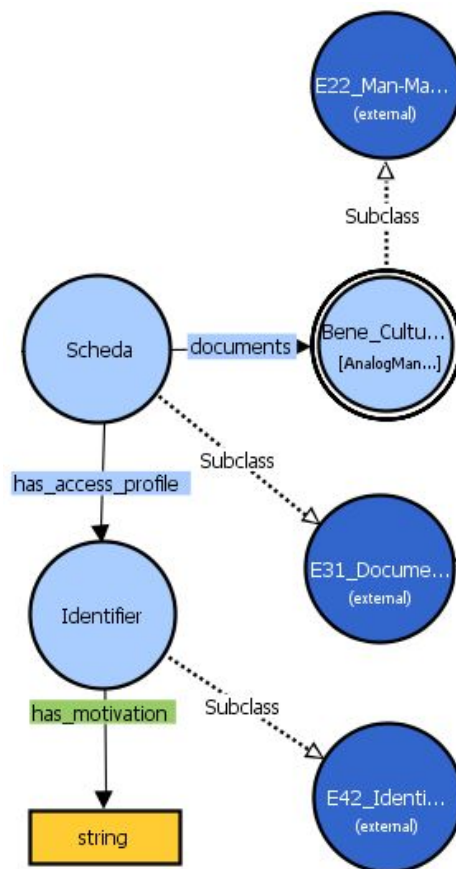 E22_Man-Ma...
(external)
Subclass
Scheda
documents
Bene_Cultu...
[AnalogMan...]
Subclass
has_access_profile
E31_Docume...
(external)
Identifier
has_motivation
Subclass
E42_Identi...
(external)
string